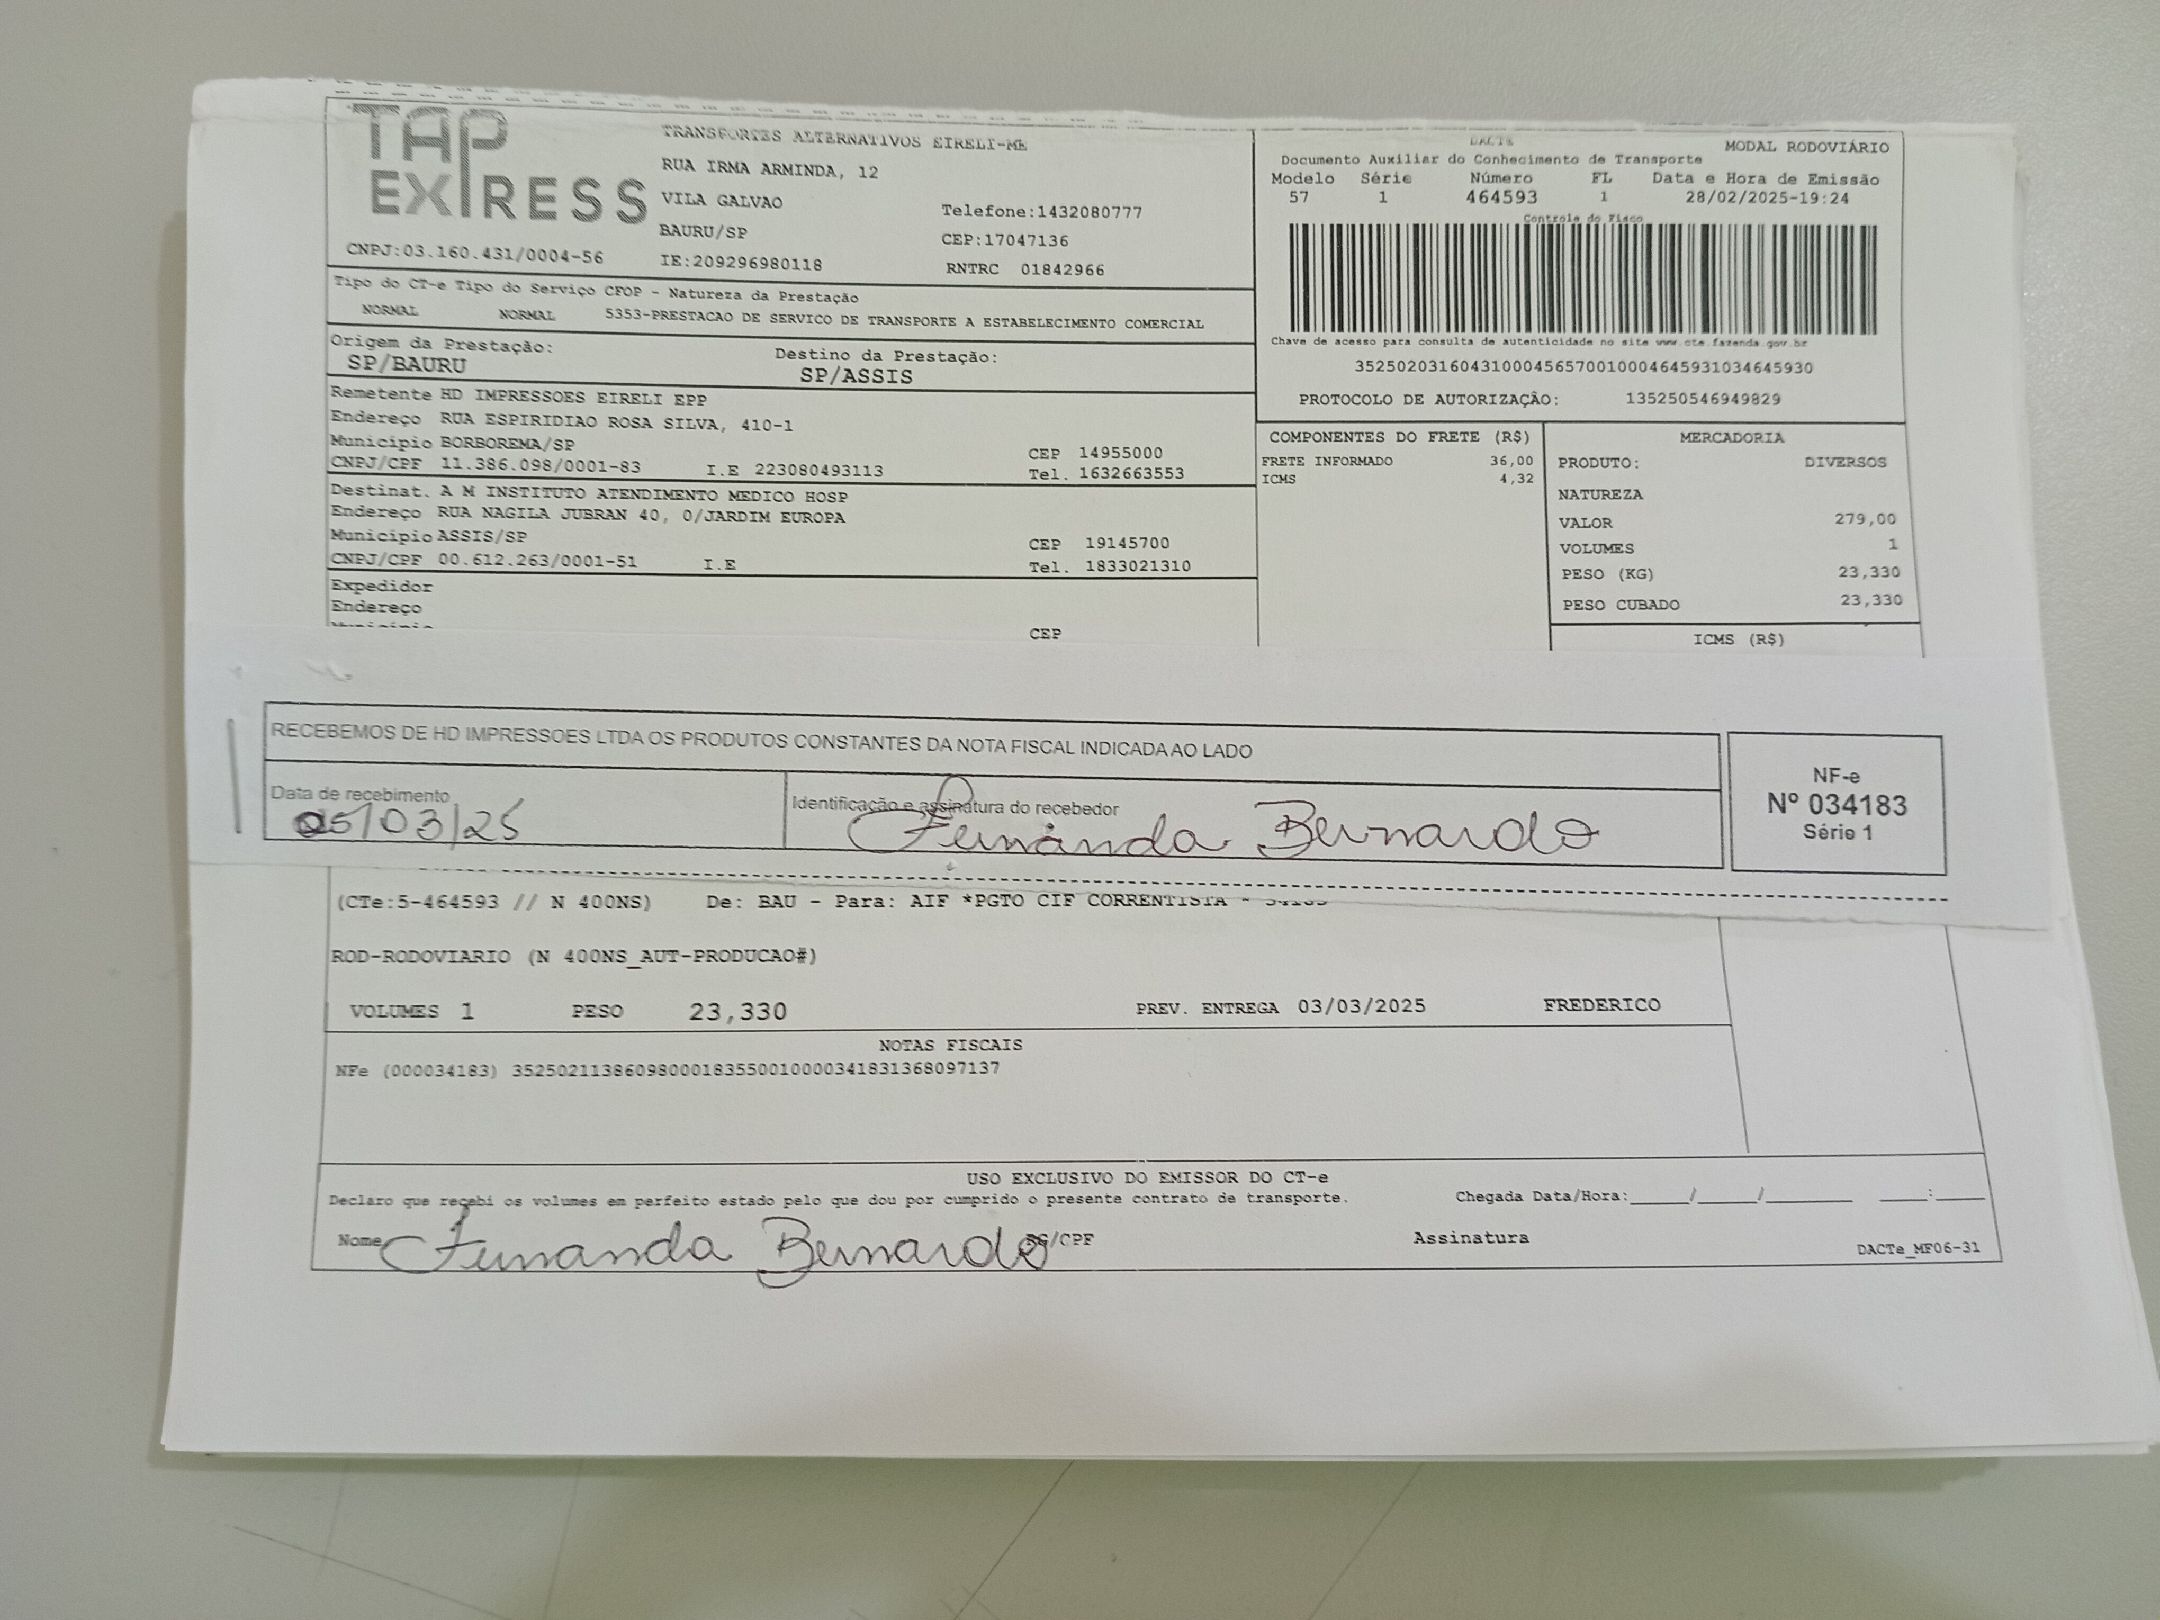 TAP
EXPRESS
TRANSPORTES ALTERNATIVOS EIRELI-ME
RUA IRMA ARMINDA, 12
VILA GALVAO
Telefone:1432080777
BAURU/SP
CEP:17047136
CNPJ:03.160.431/0004-56
IE:209296980118
RNTRC 01842966
DACTE
MODAL RODOVIÁRIO
Documento Auxiliar do Conhecimento de Transporte
Modelo Série Número FL Data e Hora de Emissão
57 1 464593 1 28/02/2025-19:24
Controle do Fisco
Chave de acesso para consulta de autenticidade no site www.cte.fazenda.gov.br
35250203160431000456570010004645931034645930
PROTOCOLO DE AUTORIZAÇÃO: 135250546949829
Tipo do CT-e Tipo do Serviço CFOP - Natureza da Prestação
NORMAL NORMAL 5353-PRESTACAO DE SERVICO DE TRANSPORTE A ESTABELECIMENTO COMERCIAL
Origem da Prestação: Destino da Prestação:
SP/BAURU SP/ASSIS
Remetente HD IMPRESSOES EIRELI EPP
Endereço RUA ESPIRIDIAO ROSA SILVA, 410-1
Municipio BORBOREMA/SP CEP 14955000
CNPJ/CPF 11.386.098/0001-83 I.E 223080493113 Tel. 1632663553
Destinat. A M INSTITUTO ATENDIMENTO MEDICO HOSP
Endereço RUA NAGILA JUBRAN 40, 0/JARDIM EUROPA
Municipio ASSIS/SP CEP 19145700
CNPJ/CPF 00.612.263/0001-51 I.E Tel. 1833021310
Expedidor
Endereço
CEP
COMPONENTES DO FRETE (R$)
FRETE INFORMADO 36,00
ICMS 4,32
MERCADORIA
PRODUTO: DIVERSOS
NATUREZA
VALOR 279,00
VOLUMES 1
PESO (KG) 23,330
PESO CUBADO 23,330
ICMS (R$)
RECEBEMOS DE HD IMPRESSOES LTDA OS PRODUTOS CONSTANTES DA NOTA FISCAL INDICADA AO LADO
Data de recebimento
05/03/25
Identificação e assinatura do recebedor
Fernanda Bernardo
NF-e
Nº 034183
Série 1
(CTe:5-464593 // N 400NS) De: BAU - Para: AIF *PGTO CIF CORRENTISTA
ROD-RODOVIARIO (N 400NS_AUT-PRODUCAO#)
VOLUMES 1 PESO 23,330 PREV. ENTREGA 03/03/2025 FREDERICO
NOTAS FISCAIS
NFe (000034183) 35250211386098000183550010000341831368097137
USO EXCLUSIVO DO EMISSOR DO CT-e
Declaro que recebi os volumes em perfeito estado pelo que dou por cumprido o presente contrato de transporte. Chegada Data/Hora:_____/_____/_______ ____:____
Nome Fernanda Bernardo RG/CPF Assinatura
DACTe_MF06-31